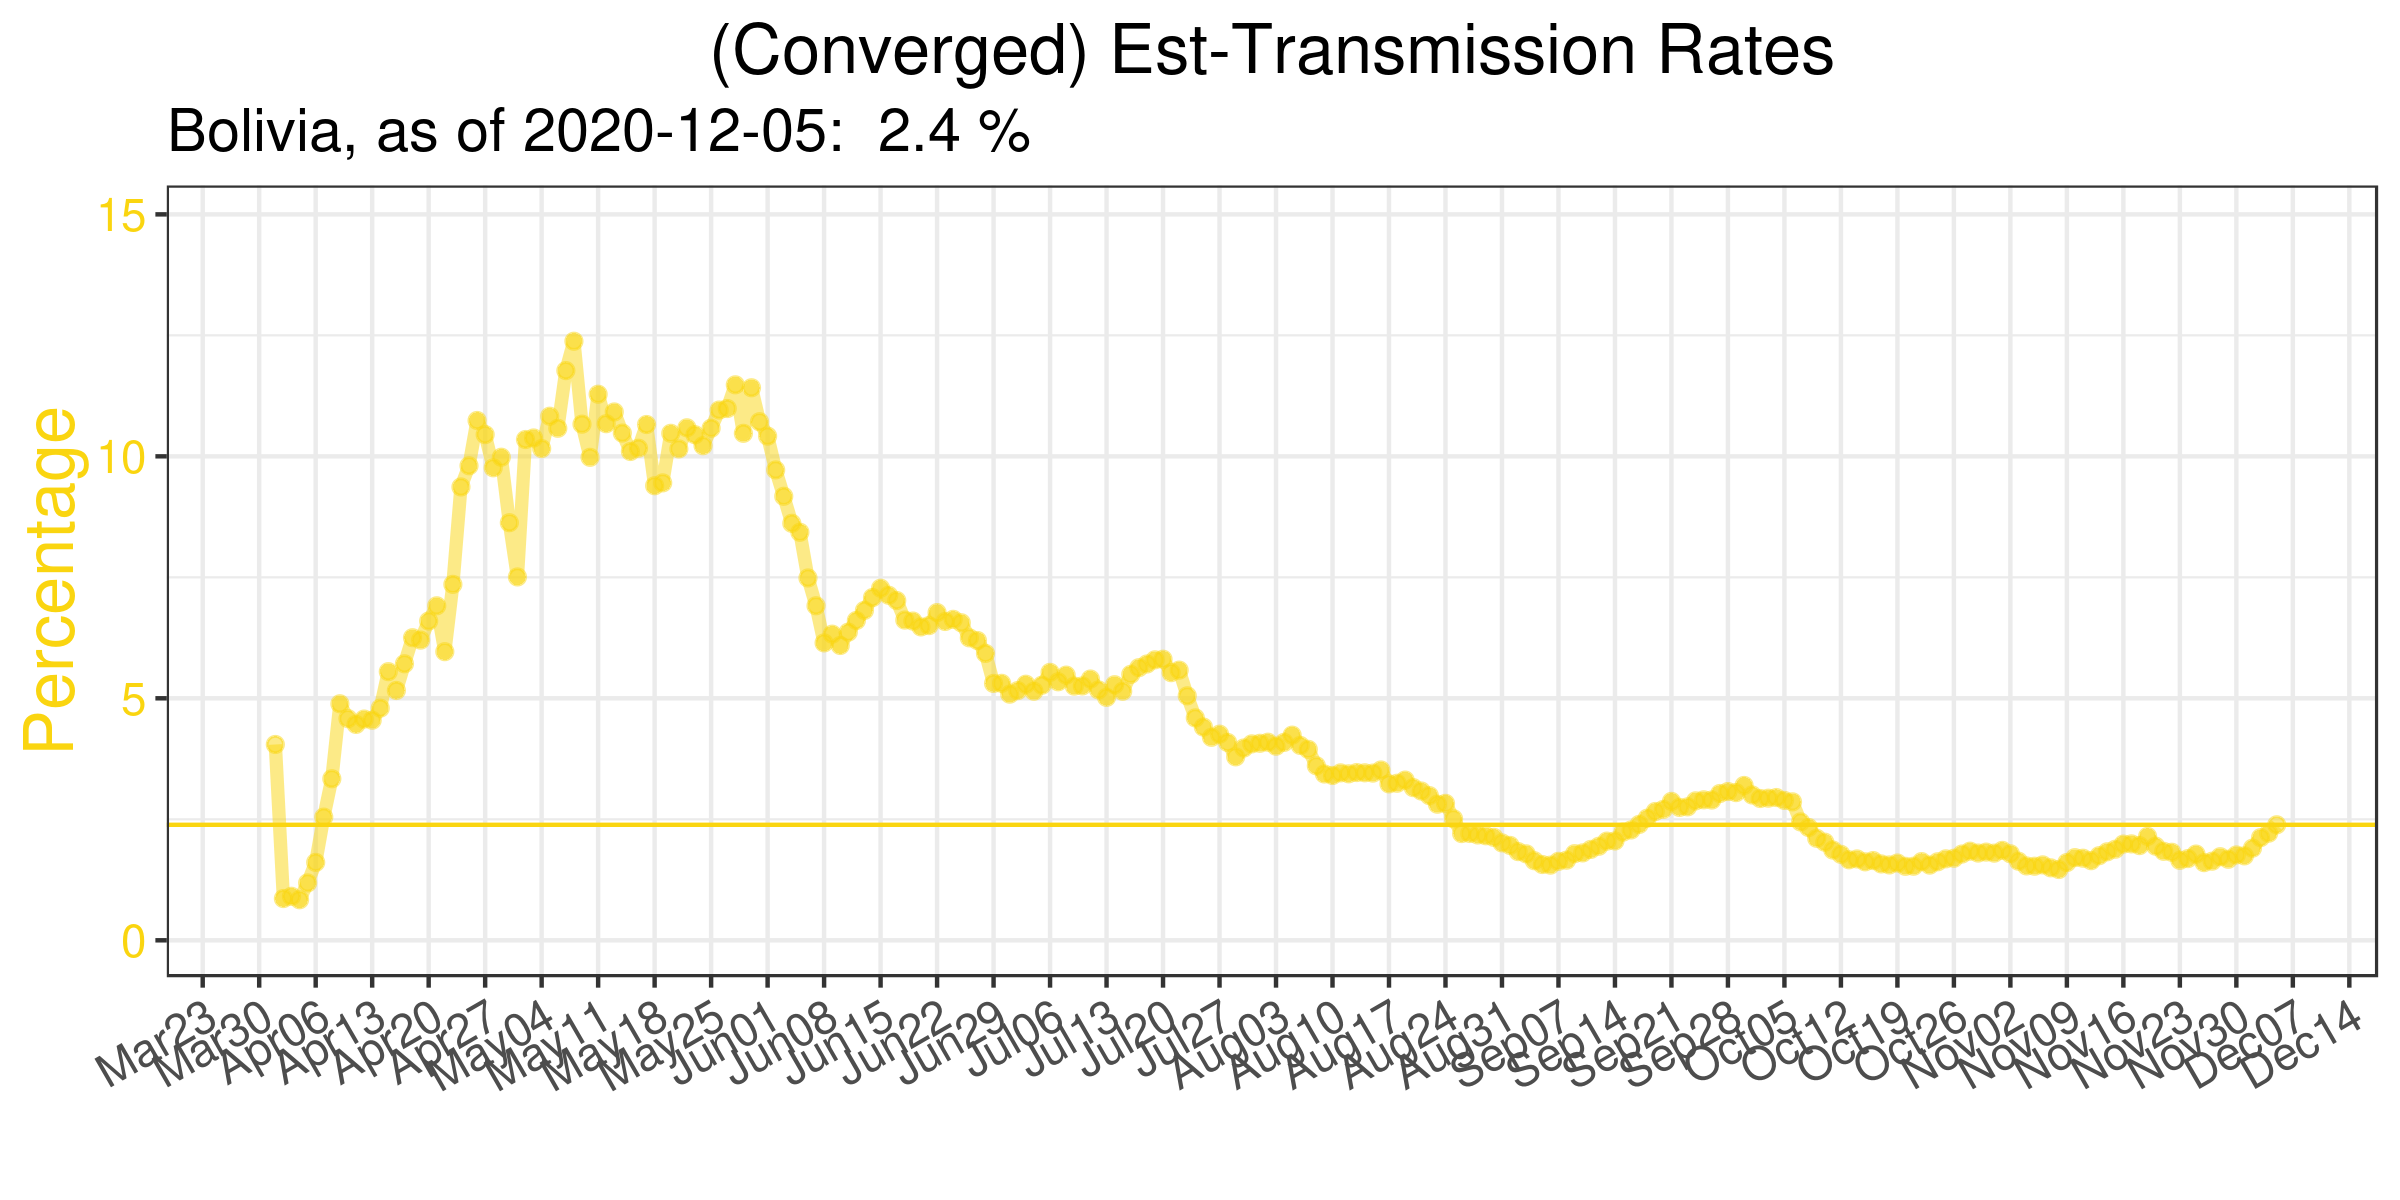 (Converged) Est-Transmission Rates
Bolivia, as of 2020-12-05:  2.4 %
Percentage
15
10
5
0
Mar23
Mar30
Apr06
Apr13
Apr20
Apr27
May04
May11
May18
May25
Jun01
Jun08
Jun15
Jun22
Jun29
Jul06
Jul13
Jul20
Jul27
Aug03
Aug10
Aug17
Aug24
Aug31
Sep07
Sep14
Sep21
Sep28
Oct05
Oct12
Oct19
Oct26
Nov02
Nov09
Nov16
Nov23
Nov30
Dec07
Dec14